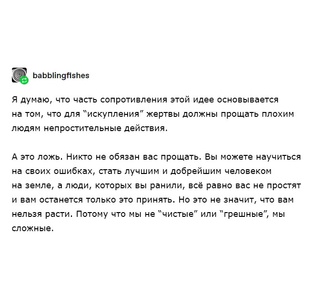 babblingfishes
Я думаю, что часть сопротивления этой идее основывается
на том, что для “искупления” жертвы должны прощать плохим
людям непростительные действия.
А это ложь. Никто не обязан вас прощать. Вы можете научиться
на своих ошибках, стать лучшим и добрейшим человеком
на земле, а люди, которых вы ранили, всё равно вас не простят
и вам останется только это принять. Но это не значит, что вам
нельзя расти. Потому что мы не “чистые” или “грешные”, мы
сложные.